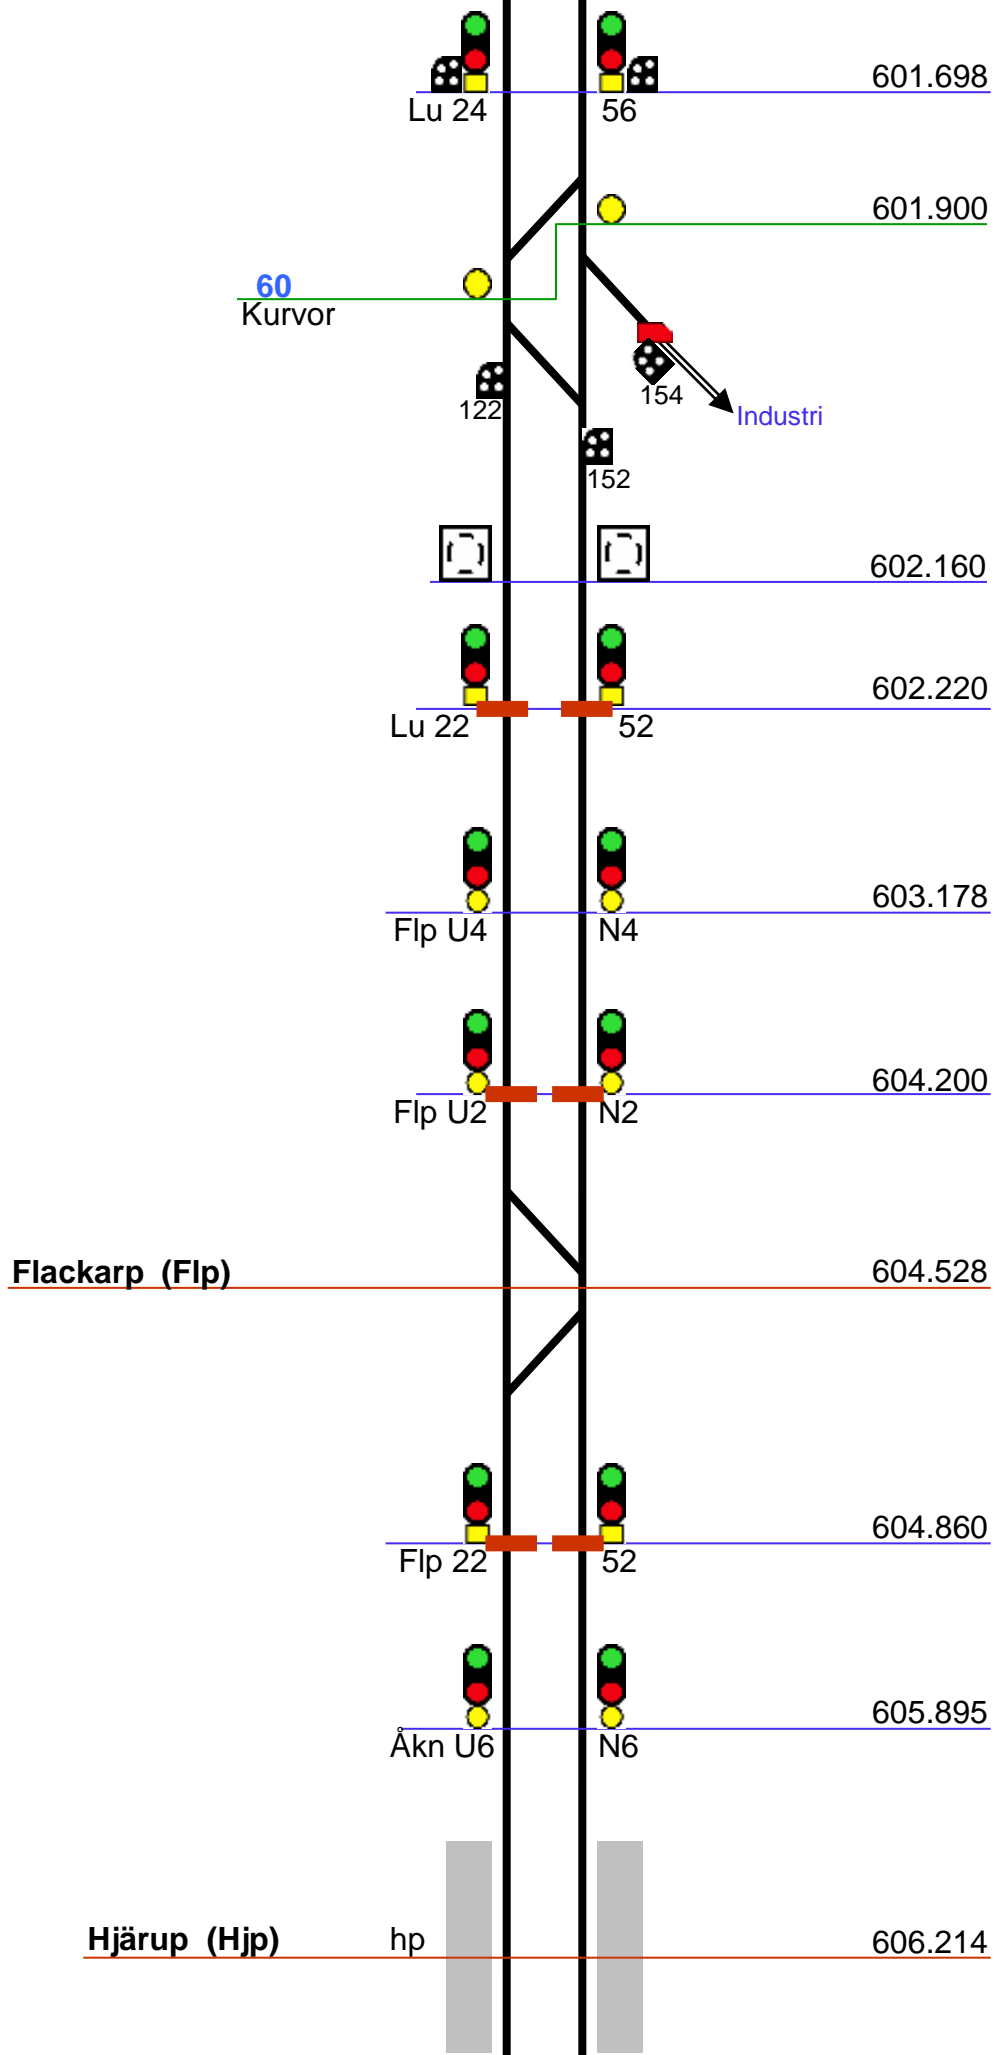 601.698
Lu 24 56
601.900
60
Kurvor
154
122
Industri
152
602.160
602.220
Lu 22 52
603.178
Flp U4 N4
604.200
Flp U2 N2
Flackarp (Flp) 604.528
604.860
Flp 22 52
605.895
Åkn U6 N6
Hjärup (Hjp) hp 606.214